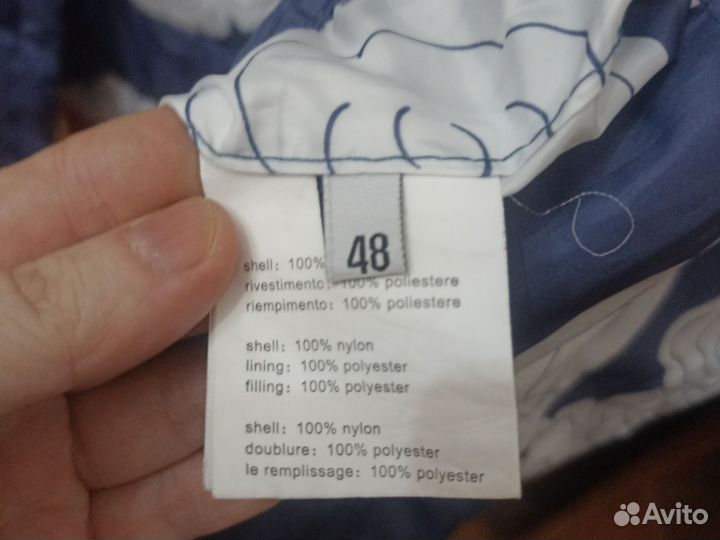 48
shell: 100%
rivestimento: 100% poliestere
riempimento: 100% poliestere
shell: 100% nylon
lining: 100% polyester
filling: 100% polyester
shell: 100% nylon
doublure: 100% polyester
le remplissage: 100% polyester
Avito